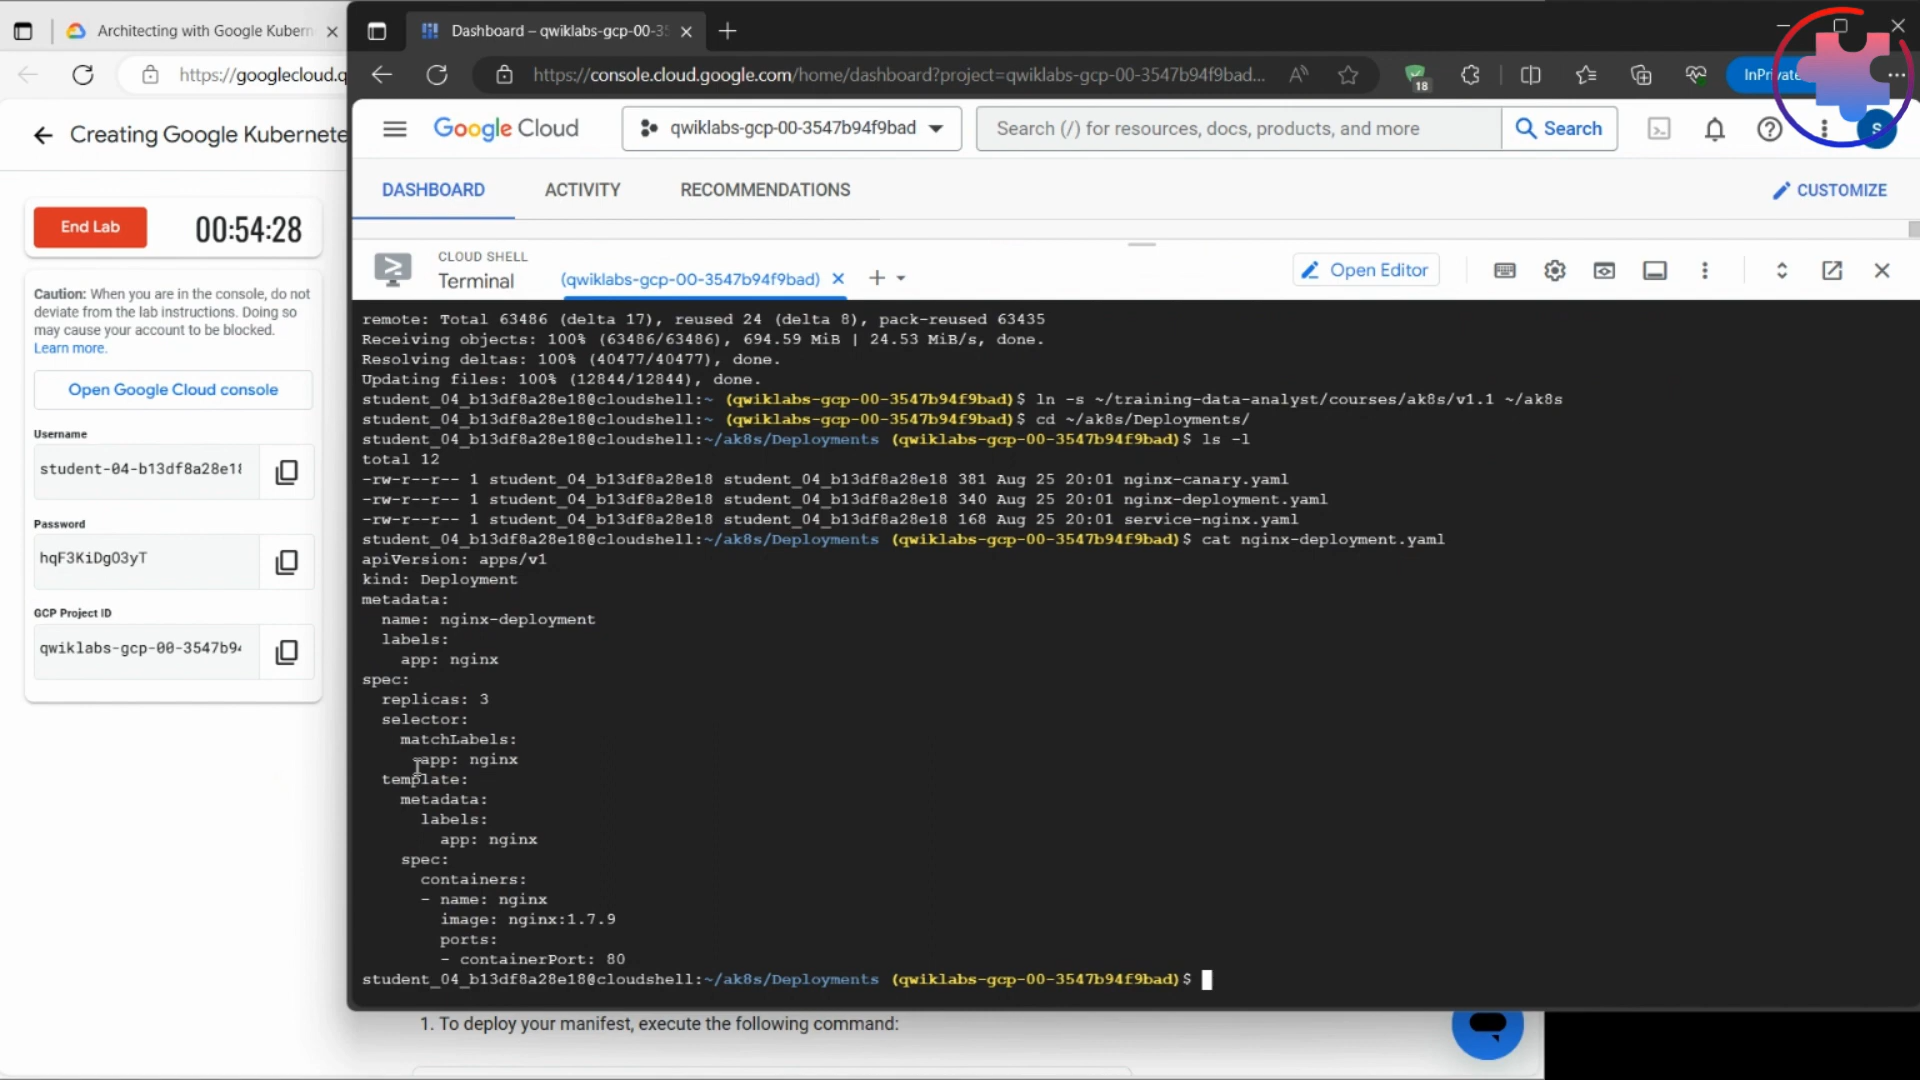 Architecting with Google Kubern
https://googlecloud.q
Creating Google Kubernete
End Lab
00:54:28
Caution: When you are in the console, do not
deviate from the lab instructions. Doing so
may cause your account to be blocked.
Learn more.
Open Google Cloud console
Username
student-04-b13df8a28e18
Password
hqF3KiDgO3yT
GCP Project ID
qwiklabs-gcp-00-3547b94
Dashboard – qwiklabs-gcp-00-35
https://console.cloud.google.com/home/dashboard?project=qwiklabs-gcp-00-3547b94f9bad...
18
InPrivate
Google Cloud
qwiklabs-gcp-00-3547b94f9bad
Search (/) for resources, docs, products, and more
Search
S
DASHBOARD
ACTIVITY
RECOMMENDATIONS
CUSTOMIZE
CLOUD SHELL
Terminal
(qwiklabs-gcp-00-3547b94f9bad)
Open Editor
remote: Total 63486 (delta 17), reused 24 (delta 8), pack-reused 63435
Receiving objects: 100% (63486/63486), 694.59 MiB | 24.53 MiB/s, done.
Resolving deltas: 100% (40477/40477), done.
Updating files: 100% (12844/12844), done.
student_04_b13df8a28e18@cloudshell:~ (qwiklabs-gcp-00-3547b94f9bad)$ ln -s ~/training-data-analyst/courses/ak8s/v1.1 ~/ak8s
student_04_b13df8a28e18@cloudshell:~ (qwiklabs-gcp-00-3547b94f9bad)$ cd ~/ak8s/Deployments/
student_04_b13df8a28e18@cloudshell:~/ak8s/Deployments (qwiklabs-gcp-00-3547b94f9bad)$ ls -l
total 12
-rw-r--r-- 1 student_04_b13df8a28e18 student_04_b13df8a28e18 381 Aug 25 20:01 nginx-canary.yaml
-rw-r--r-- 1 student_04_b13df8a28e18 student_04_b13df8a28e18 340 Aug 25 20:01 nginx-deployment.yaml
-rw-r--r-- 1 student_04_b13df8a28e18 student_04_b13df8a28e18 168 Aug 25 20:01 service-nginx.yaml
student_04_b13df8a28e18@cloudshell:~/ak8s/Deployments (qwiklabs-gcp-00-3547b94f9bad)$ cat nginx-deployment.yaml
apiVersion: apps/v1
kind: Deployment
metadata:
  name: nginx-deployment
  labels:
    app: nginx
spec:
  replicas: 3
  selector:
    matchLabels:
      app: nginx
  template:
    metadata:
      labels:
        app: nginx
    spec:
      containers:
      - name: nginx
        image: nginx:1.7.9
        ports:
        - containerPort: 80
student_04_b13df8a28e18@cloudshell:~/ak8s/Deployments (qwiklabs-gcp-00-3547b94f9bad)$
1. To deploy your manifest, execute the following command: